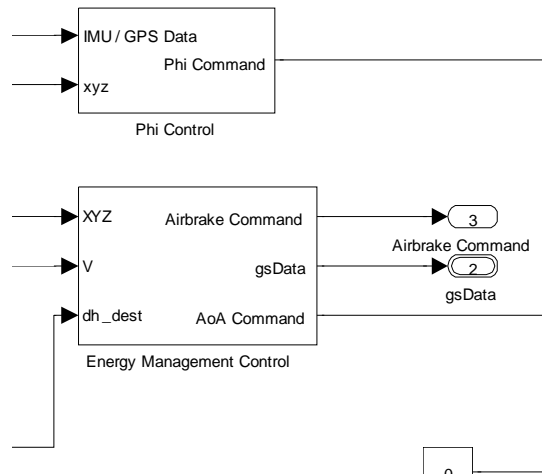 IMU / GPS Data
Phi Command
xyz
Phi Control
XYZ
Airbrake Command
3
Airbrake Command
V
gsData
2
gsData
dh_dest
AoA Command
Energy Management Control
0